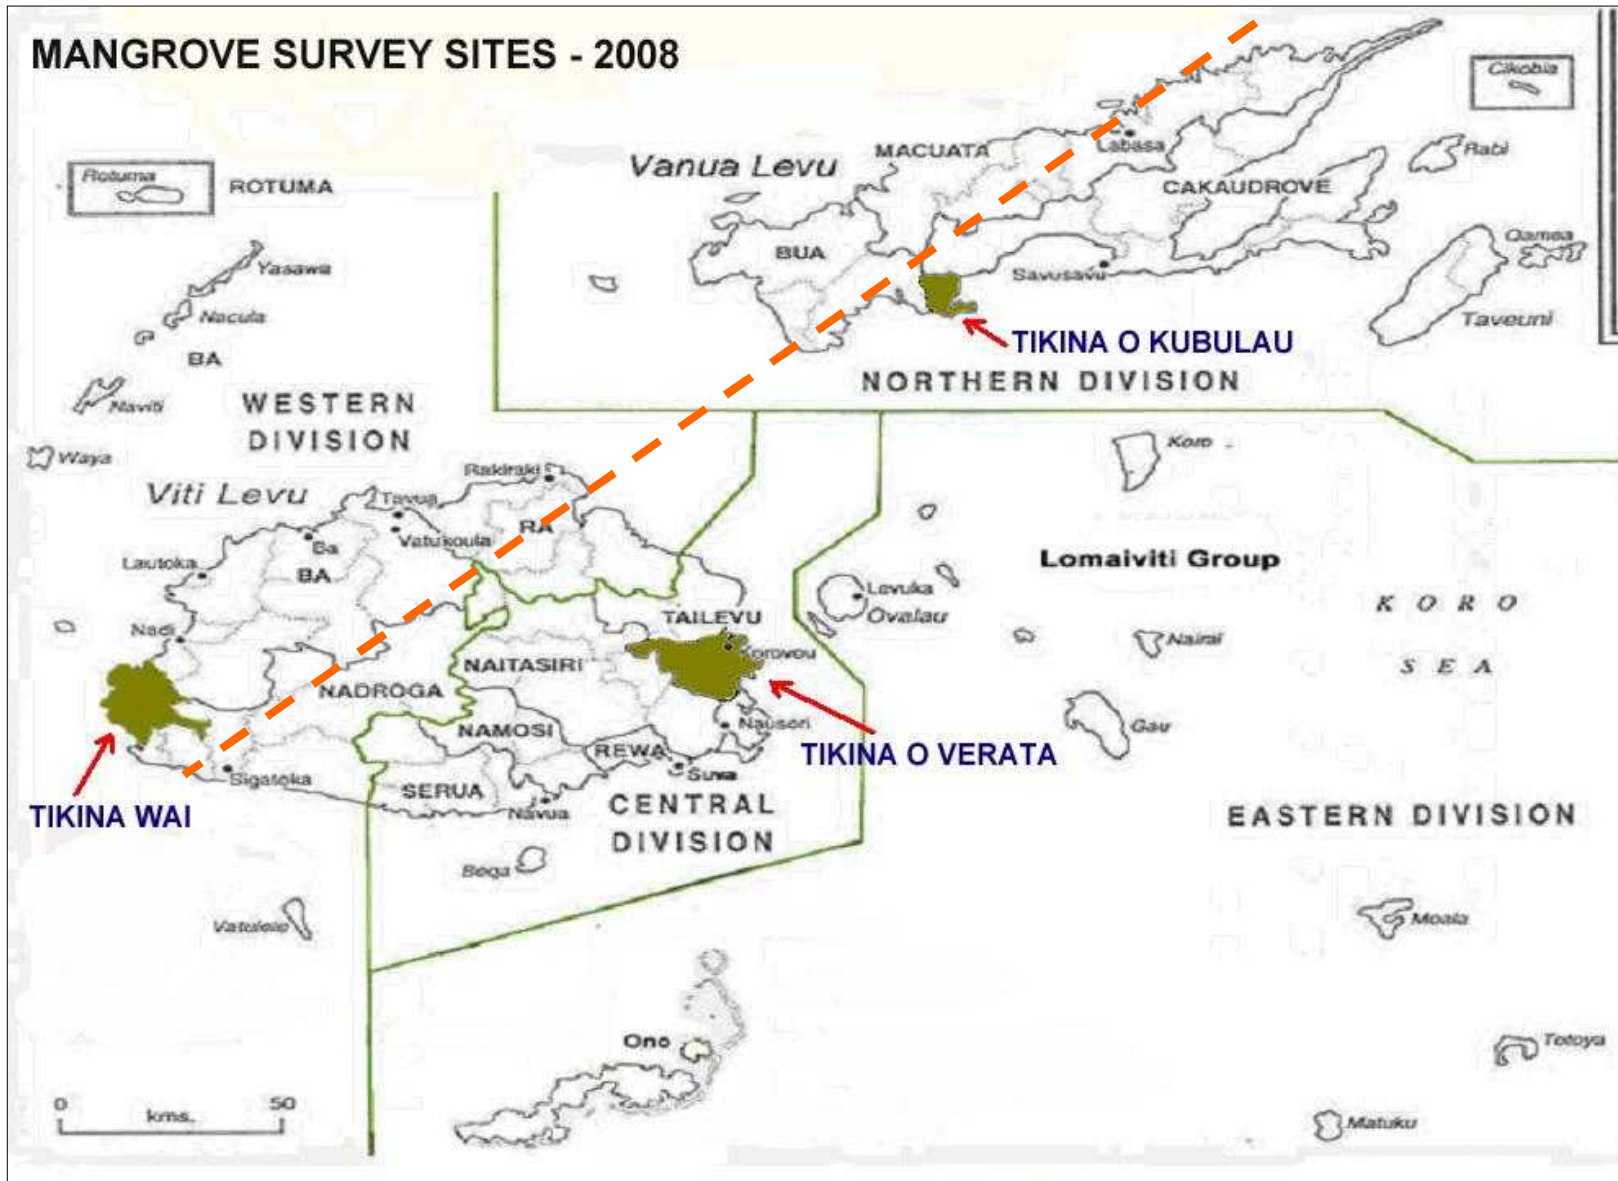 MANGROVE SURVEY SITES - 2008
Cikobia
Labasa
MACUATA
Rabi
Vanua Levu
Rotuma
ROTUMA
CAKAUDROVE
Qamea
BUA
Yasawa
Savusavu
Nacula
Taveuni
TIKINA O KUBULAU
BA
NORTHERN DIVISION
Naviti
WESTERN
DIVISION
Koro
Waya
Rakiraki
Viti Levu
Tavua
RA
Vatukoula
Ba
Lomaiviti Group
Lautoka
BA
Levuka
KORO
Ovalau
TAILEVU
Nadi
Nairai
Korovou
NAITASIRI
SEA
NADROGA
Gau
Nausori
NAMOSI
REWA
TIKINA O VERATA
Suva
Sigatoka
SERUA
CENTRAL
DIVISION
Navua
TIKINA WAI
EASTERN DIVISION
Beqa
Moala
Vatulele
Ono
Totoya
0 50
kms.
Matuku